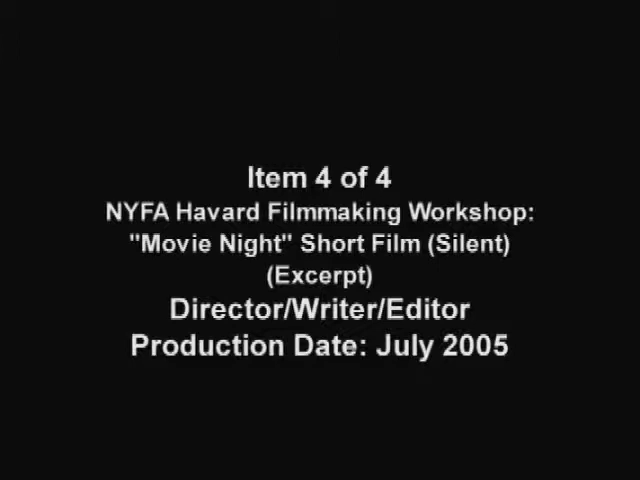 Item 4 of 4
NYFA Havard Filmmaking Workshop:
"Movie Night" Short Film (Silent)
(Excerpt)
Director/Writer/Editor
Production Date: July 2005